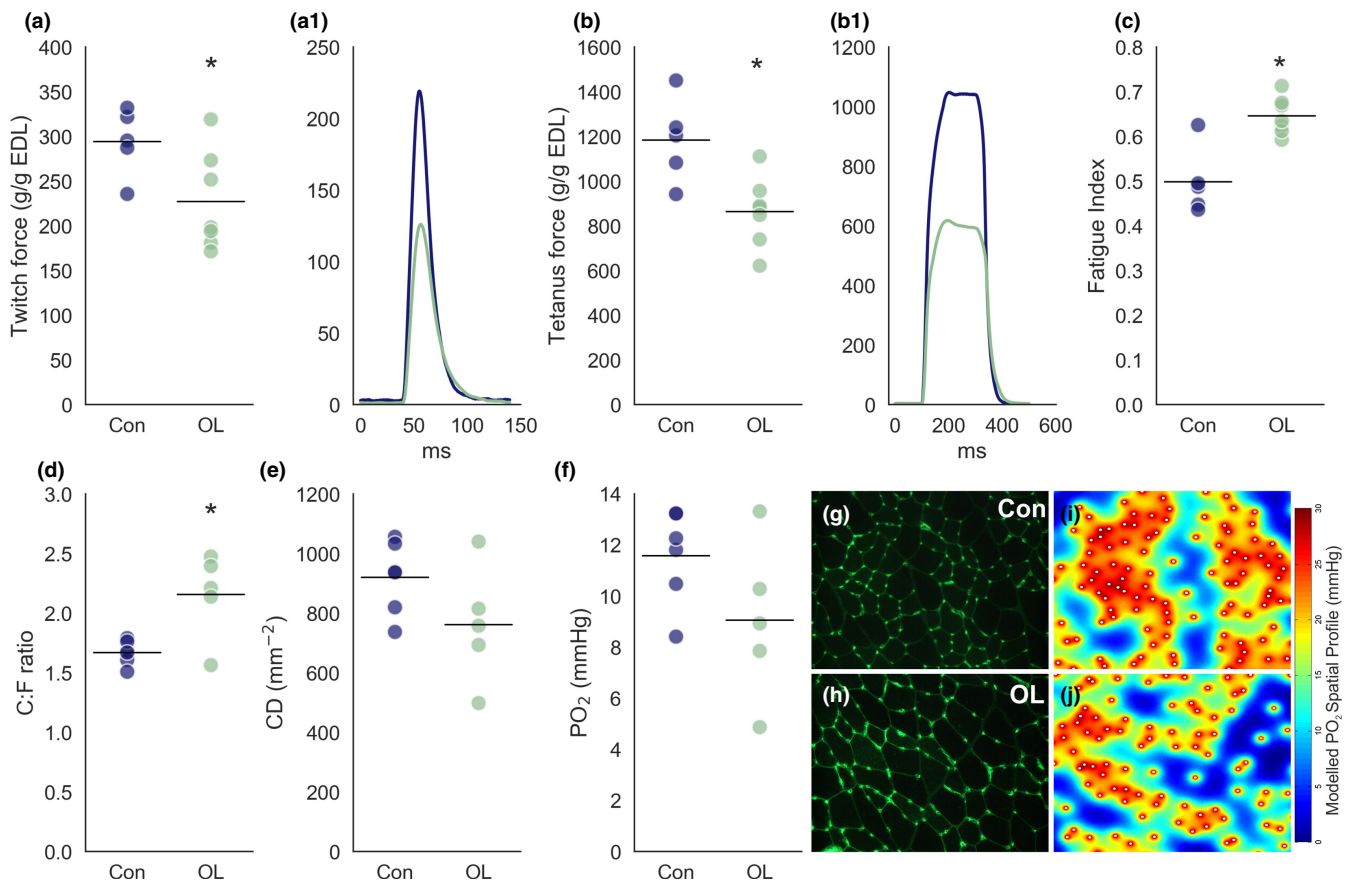 (a)
Twitch force (g/g EDL)
400
350
300
250
200
150
100
50
0
*
Con
OL
(a1)
250
200
150
100
50
0
0
50
100
150
ms
(b)
Tetanus force (g/g EDL)
1600
1400
1200
1000
800
600
400
200
0
*
Con
OL
(b1)
1200
1000
800
600
400
200
0
0
200
400
600
ms
(c)
Fatigue Index
0.8
0.7
0.6
0.5
0.4
0.3
0.2
0.1
0.0
*
Con
OL
(d)
C:F ratio
3.0
2.5
2.0
1.5
1.0
0.5
0.0
*
Con
OL
(e)
CD (mm⁻²)
1200
1000
800
600
400
200
0
Con
OL
(f)
PO₂ (mmHg)
14
12
10
8
6
4
2
0
Con
OL
(g)
Con
(h)
OL
(i)
(j)
30
25
20
15
10
5
0
Modelled PO₂ Spatial Profile (mmHg)